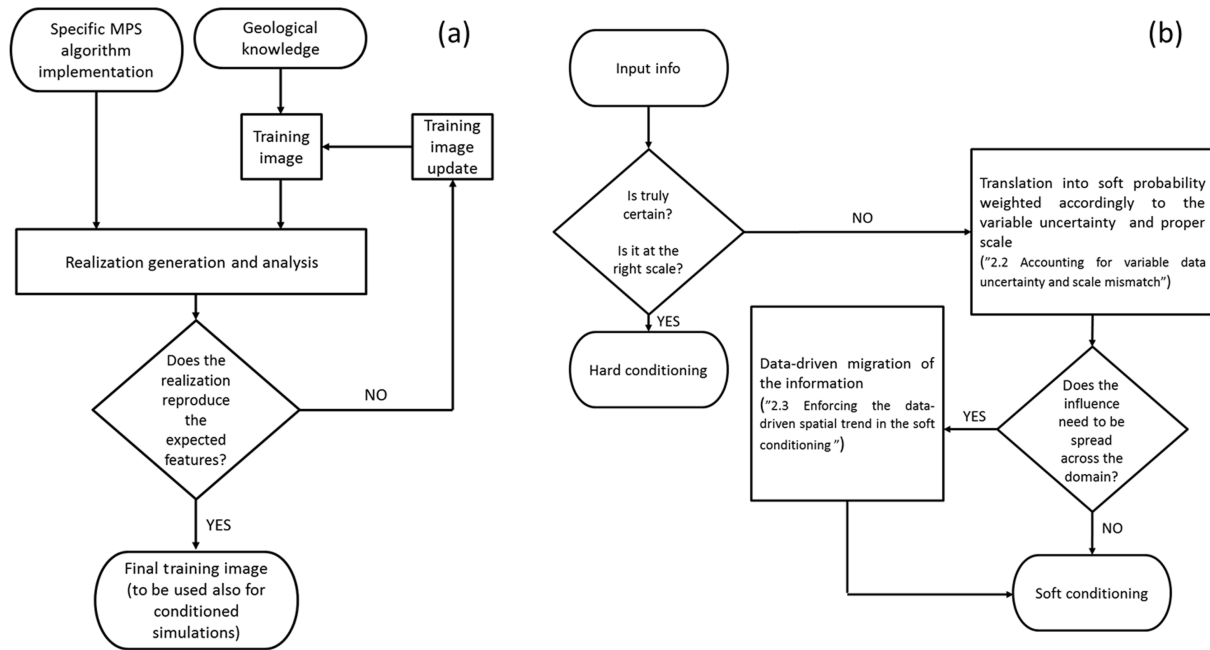 Specific MPS
algorithm
implementation
Geological
knowledge
(a)
Training
image
Training
image
update
Realization generation and analysis
Does the
realization
reproduce
the
expected
features?
NO
YES
Final training image
(to be used also for
conditioned
simulations)
(b)
Input info
Is truly
certain?
Is it at the
right scale?
NO
YES
Hard conditioning
Translation into soft probability
weighted accordingly to the
variable uncertainty and proper
scale
("2.2 Accounting for variable data
uncertainty and scale mismatch")
Does the
influence
need to be
spread
across the
domain?
YES
NO
Data-driven migration of
the information
("2.3 Enforcing the data-
driven spatial trend in the soft
conditioning")
Soft conditioning